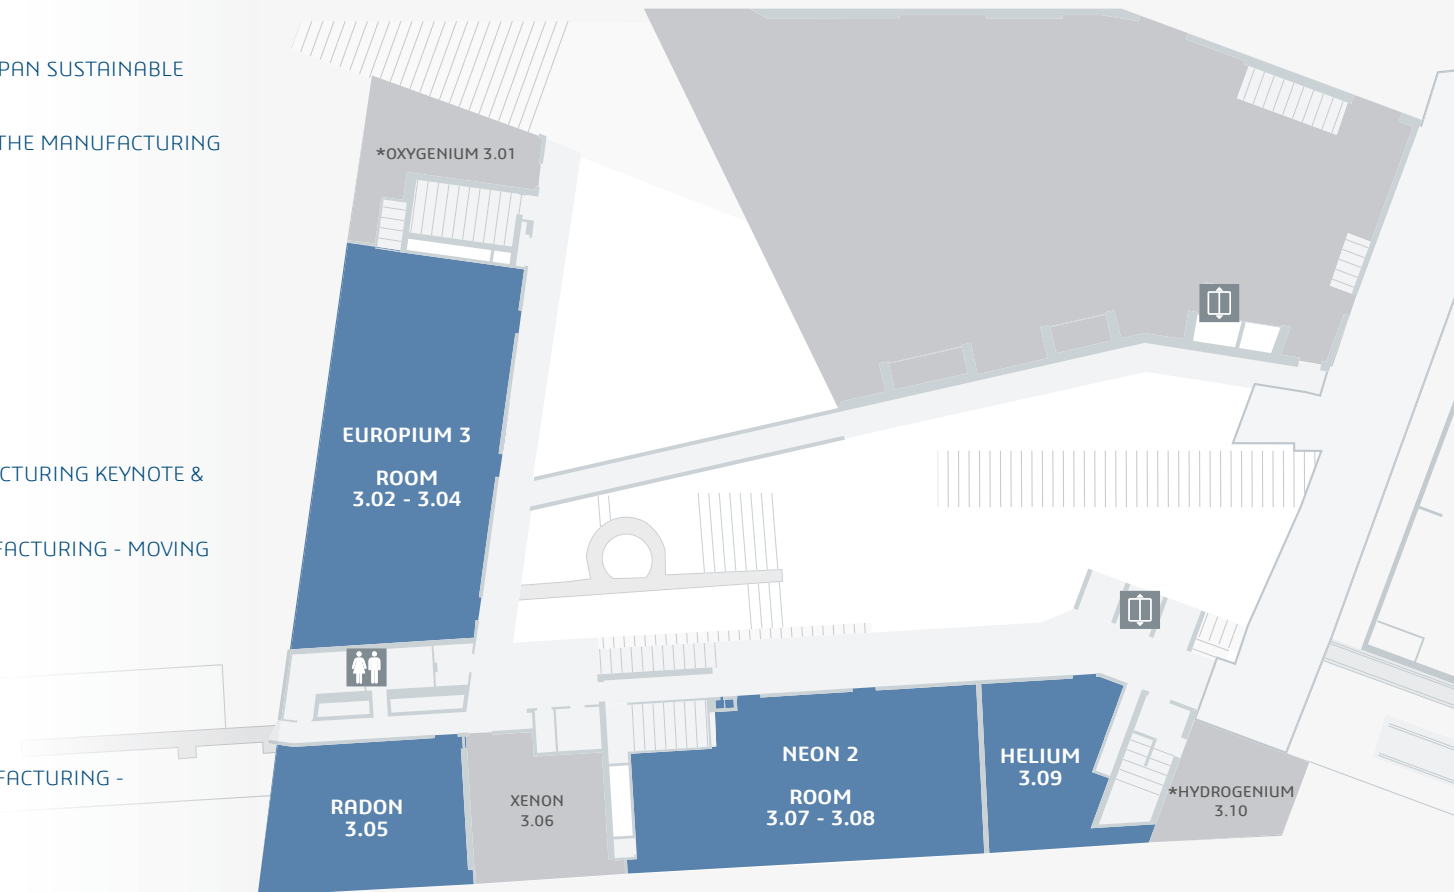 PAN SUSTAINABLE
THE MANUFACTURING
CTURING KEYNOTE &
FACTURING - MOVING
FACTURING -
*OXYGENIUM 3.01
EUROPIUM 3
ROOM
3.02 - 3.04
RADON
3.05
XENON
3.06
NEON 2
ROOM
3.07 - 3.08
HELIUM
3.09
*HYDROGENIUM
3.10